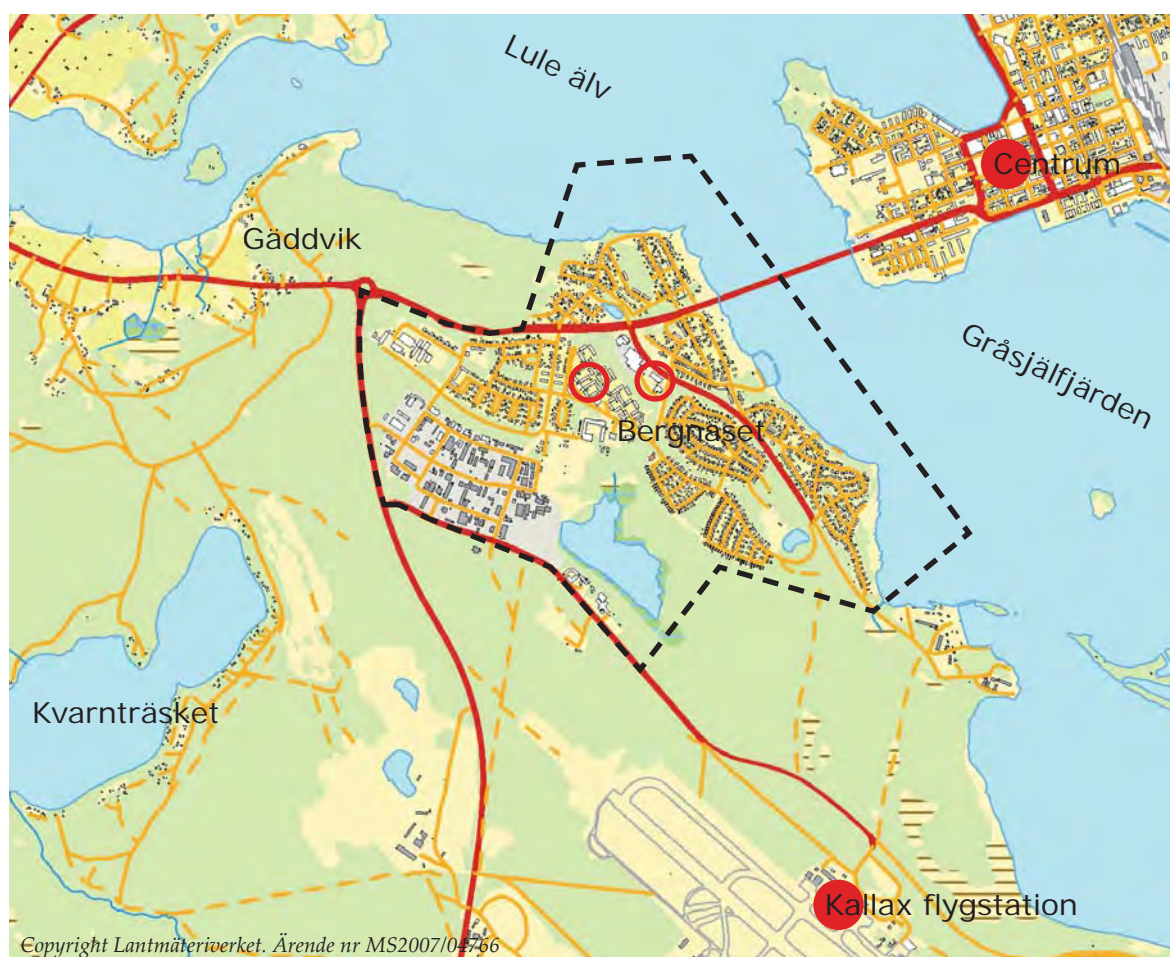 Lule älv
Centrum
Gäddvik
Gråsjälfjärden
Bergnäset
Kvarnträsket
Kallax flygstation
Copyright Lantmäteriverket. Ärende nr MS2007/04766